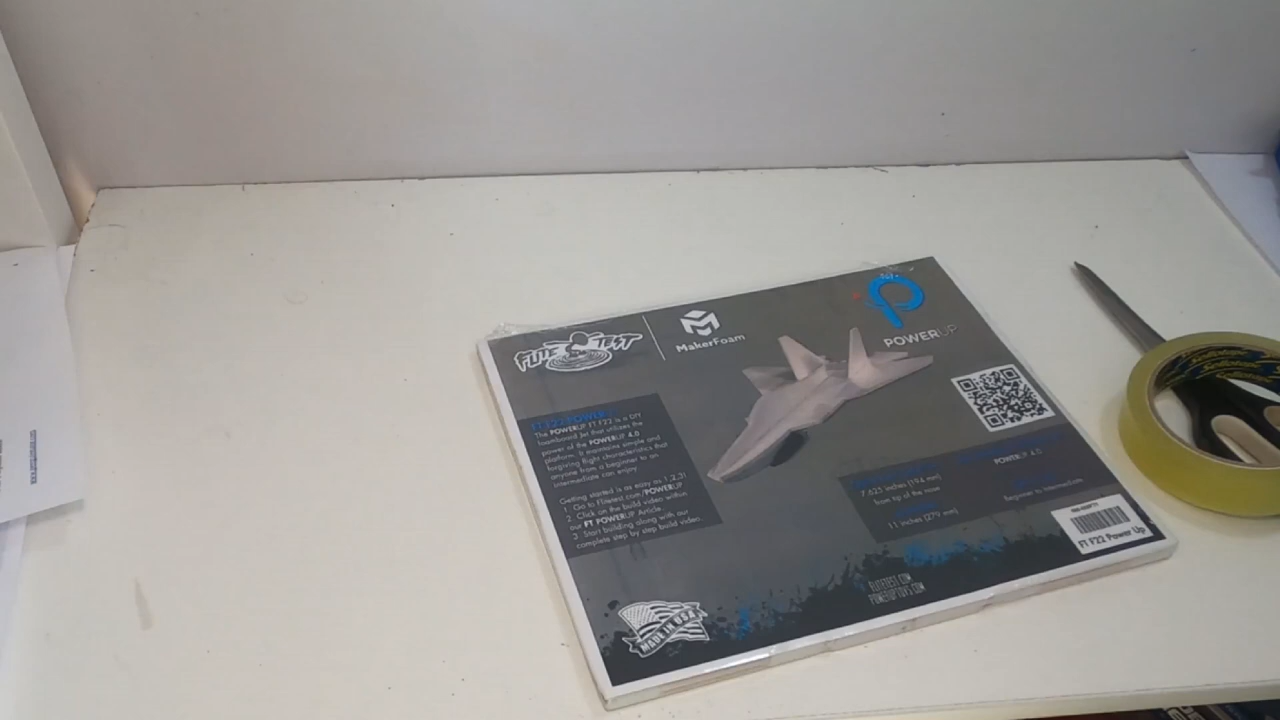 FLITE TEST
MakerFoam
POWERUP
FT F22 POWERUP
The POWERUP FT F22 is a DIY
foamboard jet that utilizes the
power of the POWERUP 4.0
platform. It maintains simple and
forgiving flight characteristics that
anyone from a beginner to an
intermediate can enjoy.
Getting started is as easy as 1,2,3!
1. Go to Flitetest.com/POWERUP
2. Click on the build video within
our FT POWERUP Article.
3. Start building along with our
complete step by step build video.
7.625 inches (194 mm)
from tip of the nose
11 inches (279 mm)
POWERUP 4.0
Beginner to Intermediate
FT F22 Power Up
FLITETEST.COM
POWERUPTOYS.COM
MADE IN USA